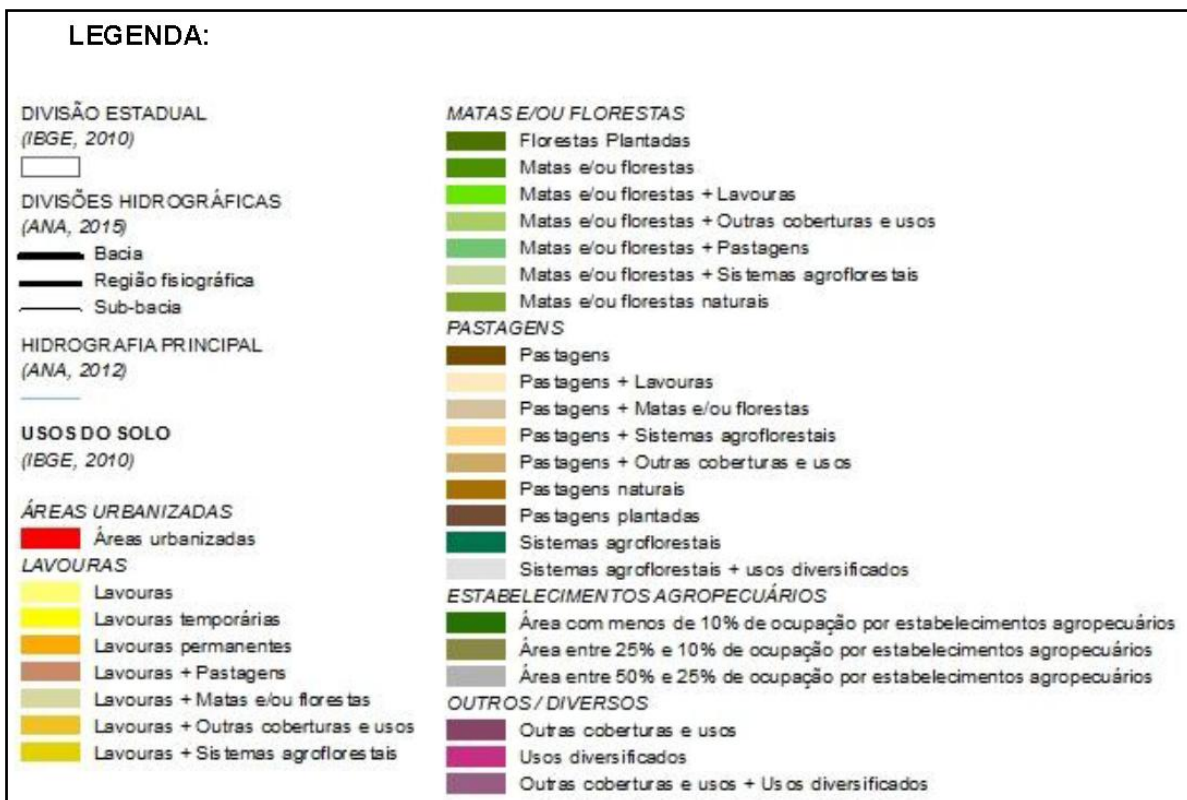 LEGENDA:
DIVISÃO ESTADUAL
(IBGE, 2010)
DIVISÕES HIDROGRÁFICAS
(ANA, 2015)
Bacia
Região fisiográfica
Sub-bacia
HIDROGRAFIA PRINCIPAL
(ANA, 2012)
USOS DO SOLO
(IBGE, 2010)
ÁREAS URBANIZADAS
Áreas urbanizadas
LAVOURAS
Lavouras
Lavouras temporárias
Lavouras permanentes
Lavouras + Pastagens
Lavouras + Matas e/ou florestas
Lavouras + Outras coberturas e usos
Lavouras + Sistemas agroflorestais
MATAS E/OU FLORESTAS
Florestas Plantadas
Matas e/ou florestas
Matas e/ou florestas + Lavouras
Matas e/ou florestas + Outras coberturas e usos
Matas e/ou florestas + Pastagens
Matas e/ou florestas + Sistemas agroflorestais
Matas e/ou florestas naturais
PASTAGENS
Pastagens
Pastagens + Lavouras
Pastagens + Matas e/ou florestas
Pastagens + Sistemas agroflorestais
Pastagens + Outras coberturas e usos
Pastagens naturais
Pastagens plantadas
Sistemas agroflorestais
Sistemas agroflorestais + usos diversificados
ESTABELECIMENTOS AGROPECUÁRIOS
Área com menos de 10% de ocupação por estabelecimentos agropecuários
Área entre 25% e 10% de ocupação por estabelecimentos agropecuários
Área entre 50% e 25% de ocupação por estabelecimentos agropecuários
OUTROS / DIVERSOS
Outras coberturas e usos
Usos diversificados
Outras coberturas e usos + Usos diversificados